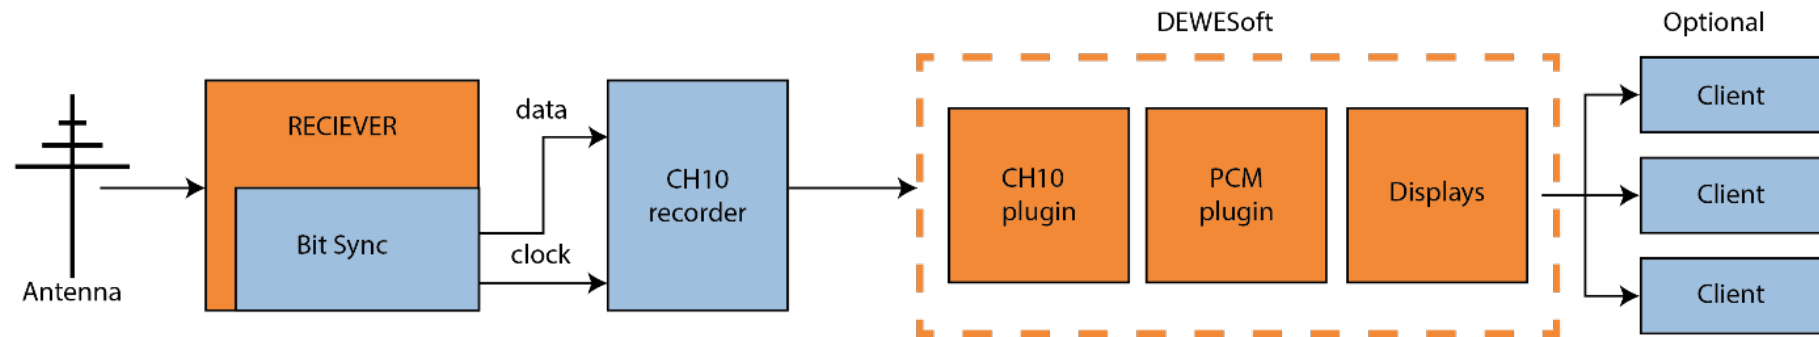 DEWESoft
Optional
RECIEVER
data
Client
CH10
recorder
CH10
plugin
PCM
plugin
Displays
Client
Bit Sync
clock
Antenna
Client